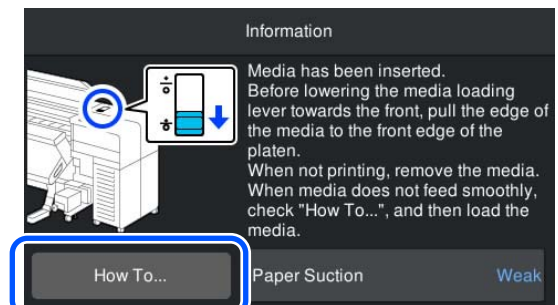 Information
Media has been inserted.
Before lowering the media loading
lever towards the front, pull the edge of
the media to the front edge of the
platen.
When not printing, remove the media.
When media does not feed smoothly,
check "How To...", and then load the
media.
How To...
Paper Suction
Weak